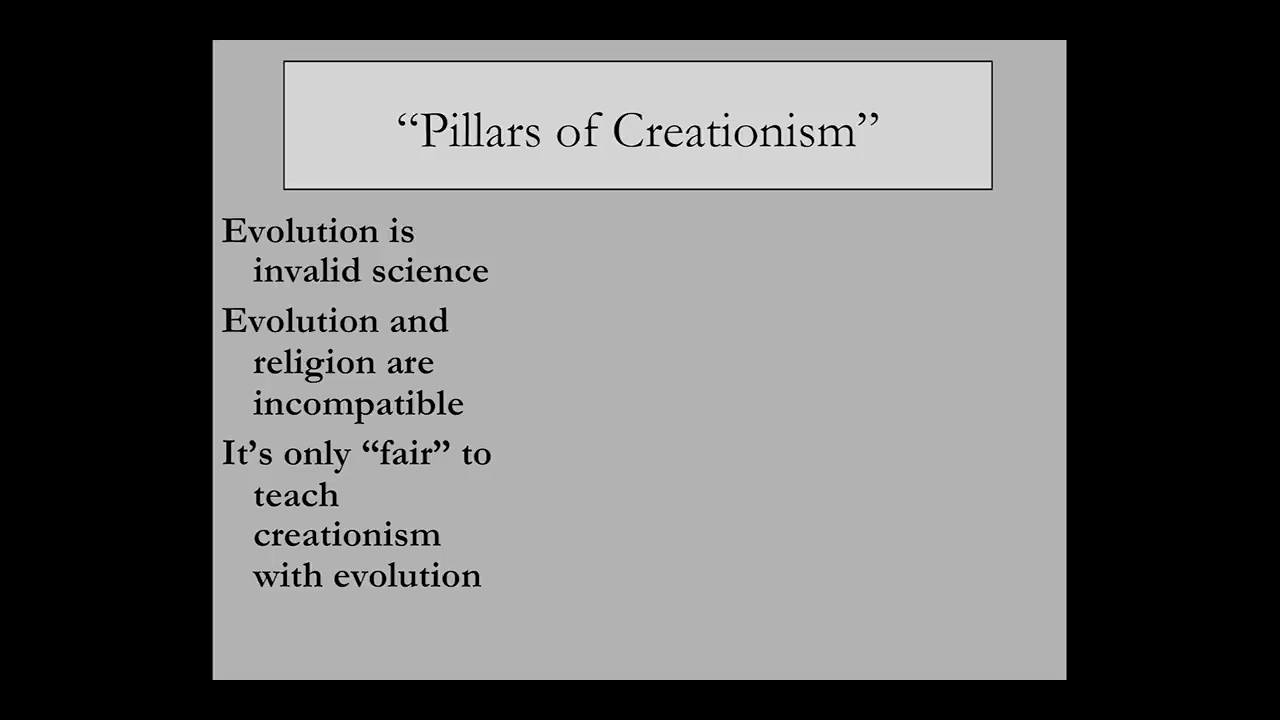 “Pillars of Creationism”
Evolution is
invalid science
Evolution and
religion are
incompatible
It’s only “fair” to
teach
creationism
with evolution